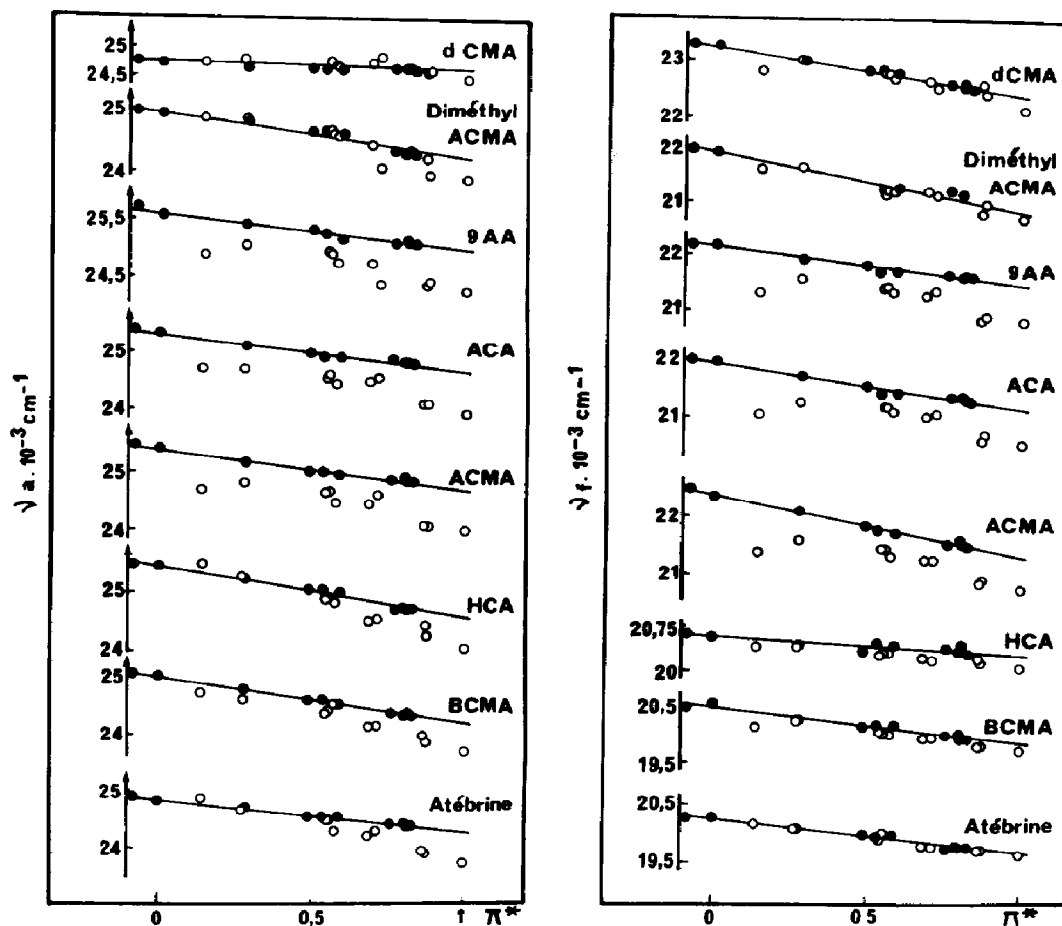 25
24,5
dCMA
25
24
Diméthyl
ACMA
25,5
24,5
9AA
25
24
ACA
25
24
ACMA
25
24
HCA
25
24
BCMA
25
24
Atébrine
0
0,5
1
π*
ν a. 10⁻³ cm⁻¹
23
22
dCMA
22
21
Diméthyl
ACMA
22
21
9AA
22
21
ACA
22
21
ACMA
20,75
20
HCA
20,5
19,5
BCMA
20,5
19,5
Atébrine
0
0 5
1
π*
ν f. 10⁻³ cm⁻¹